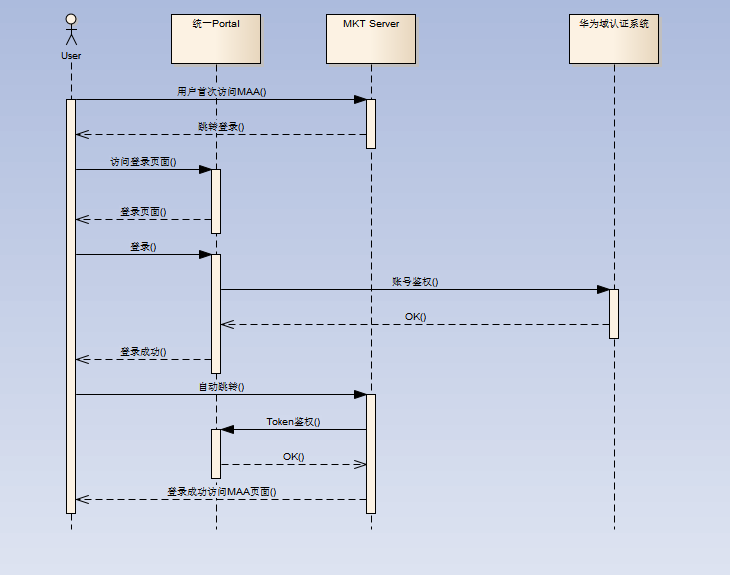 User
统一Portal
MKT Server
华为域认证系统
用户首次访问MAA()
跳转登录()
访问登录页面()
登录页面()
登录()
账号鉴权()
OK()
登录成功()
自动跳转()
Token鉴权()
OK()
登录成功访问MAA页面()